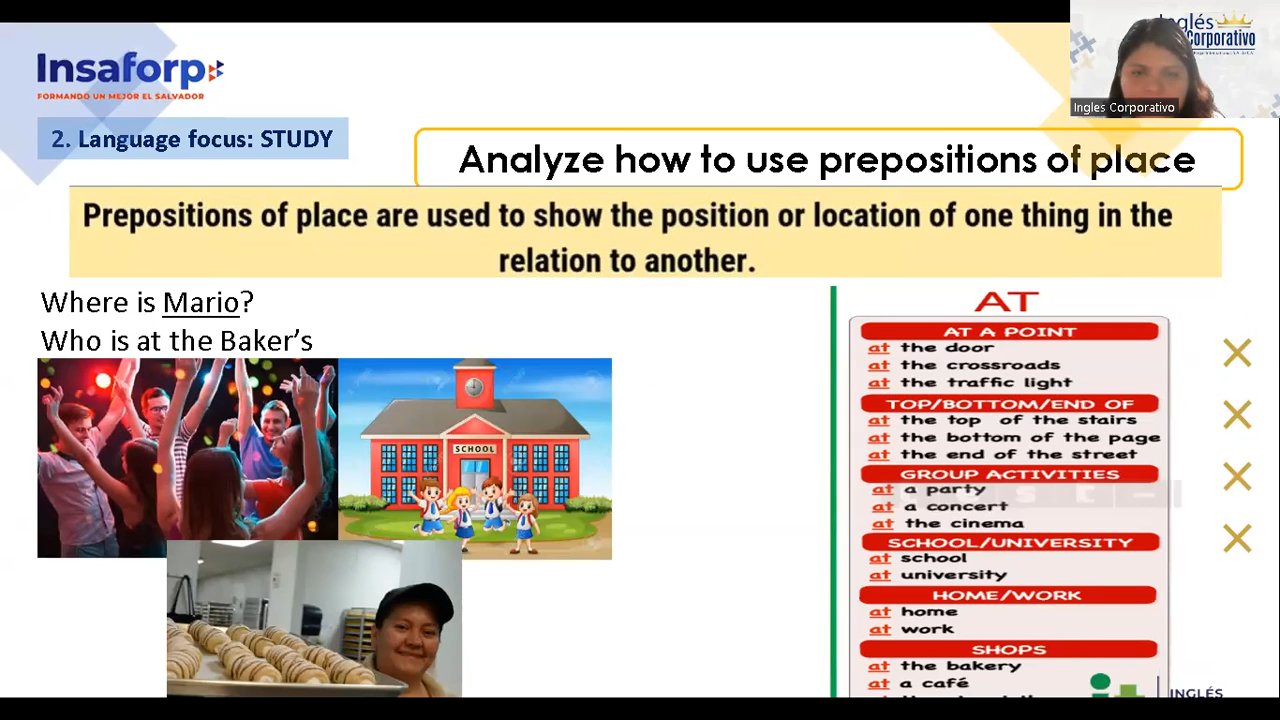 Inglés
Corporativo
Ingles Corporativo
Insaforp
FORMANDO UN MEJOR EL SALVADOR
2. Language focus: STUDY
Analyze how to use prepositions of place
Prepositions of place are used to show the position or location of one thing in the
relation to another.
Where is Mario?
Who is at the Baker's
SCHOOL
AT
AT A POINT
at the door
at the crossroads
at the traffic light
TOP/BOTTOM/END OF
at the top of the stairs
at the bottom of the page
at the end of the street
GROUP ACTIVITIES
at a party
at a concert
at the cinema
SCHOOL/UNIVERSITY
at school
at university
HOME/WORK
at home
at work
SHOPS
at the bakery
at a café
INGLÉS